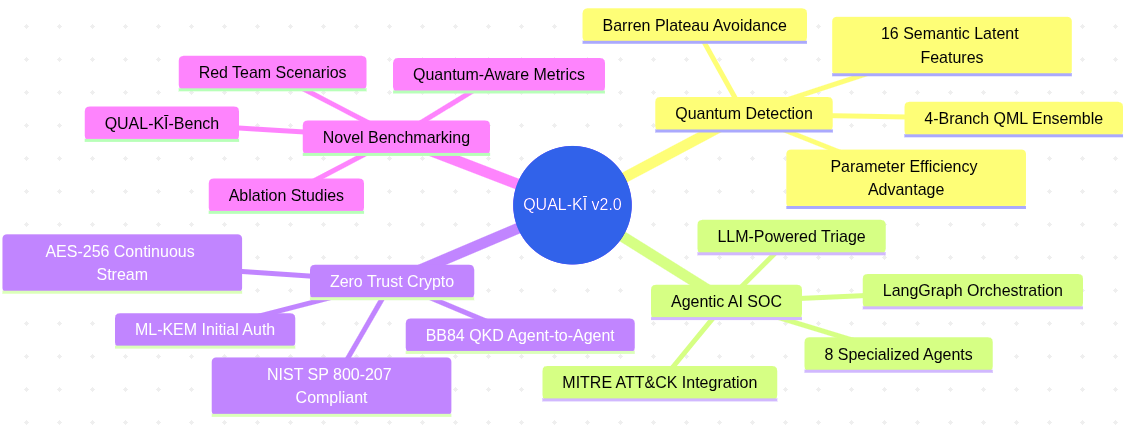 QUAL-KĪ v2.0
Quantum Detection
Barren Plateau Avoidance
16 Semantic Latent
Features
4-Branch QML Ensemble
Parameter Efficiency
Advantage
Agentic AI SOC
LLM-Powered Triage
LangGraph Orchestration
8 Specialized Agents
MITRE ATT&CK Integration
Zero Trust Crypto
AES-256 Continuous
Stream
ML-KEM Initial Auth
NIST SP 800-207
Compliant
BB84 QKD Agent-to-Agent
Novel Benchmarking
Red Team Scenarios
Quantum-Aware Metrics
QUAL-KĪ-Bench
Ablation Studies